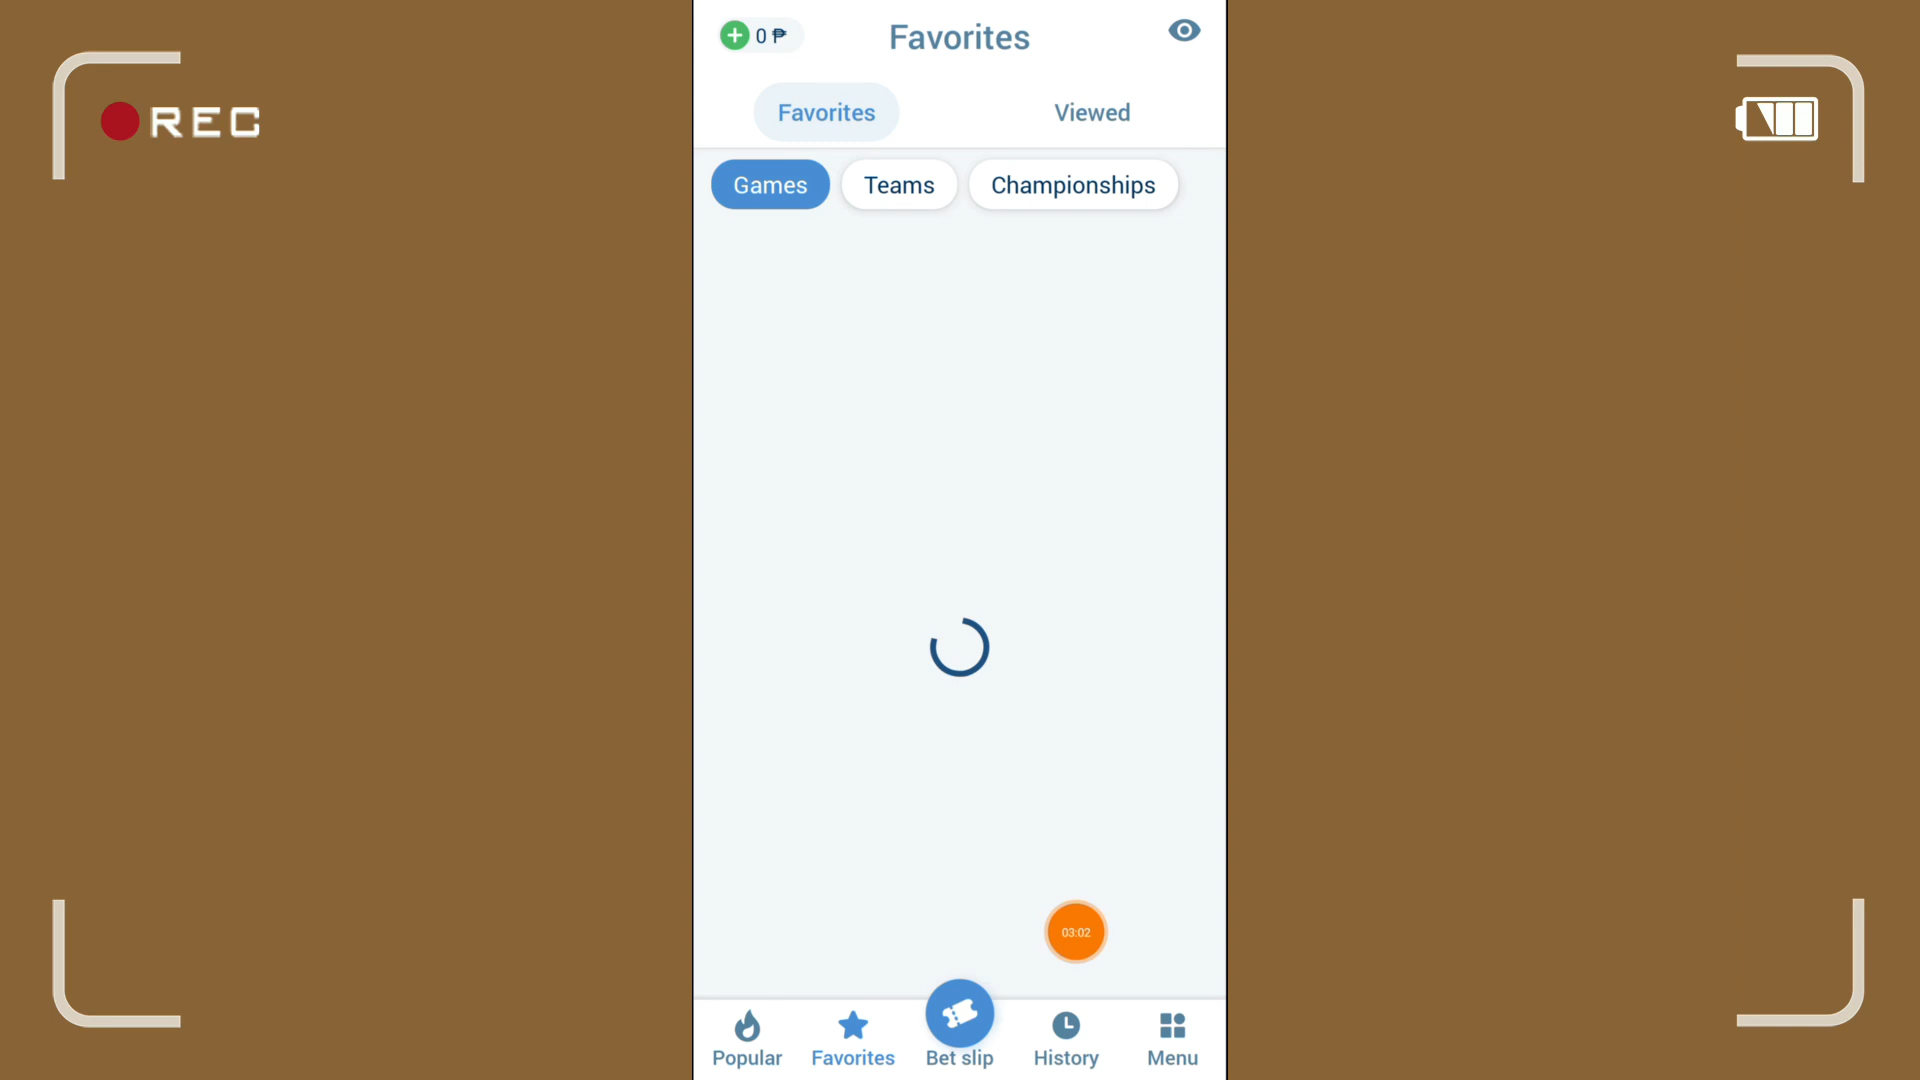 REC
0 ₱
Favorites
Favorites
Viewed
Games
Teams
Championships
03:02
Popular
Favorites
Bet slip
History
Menu